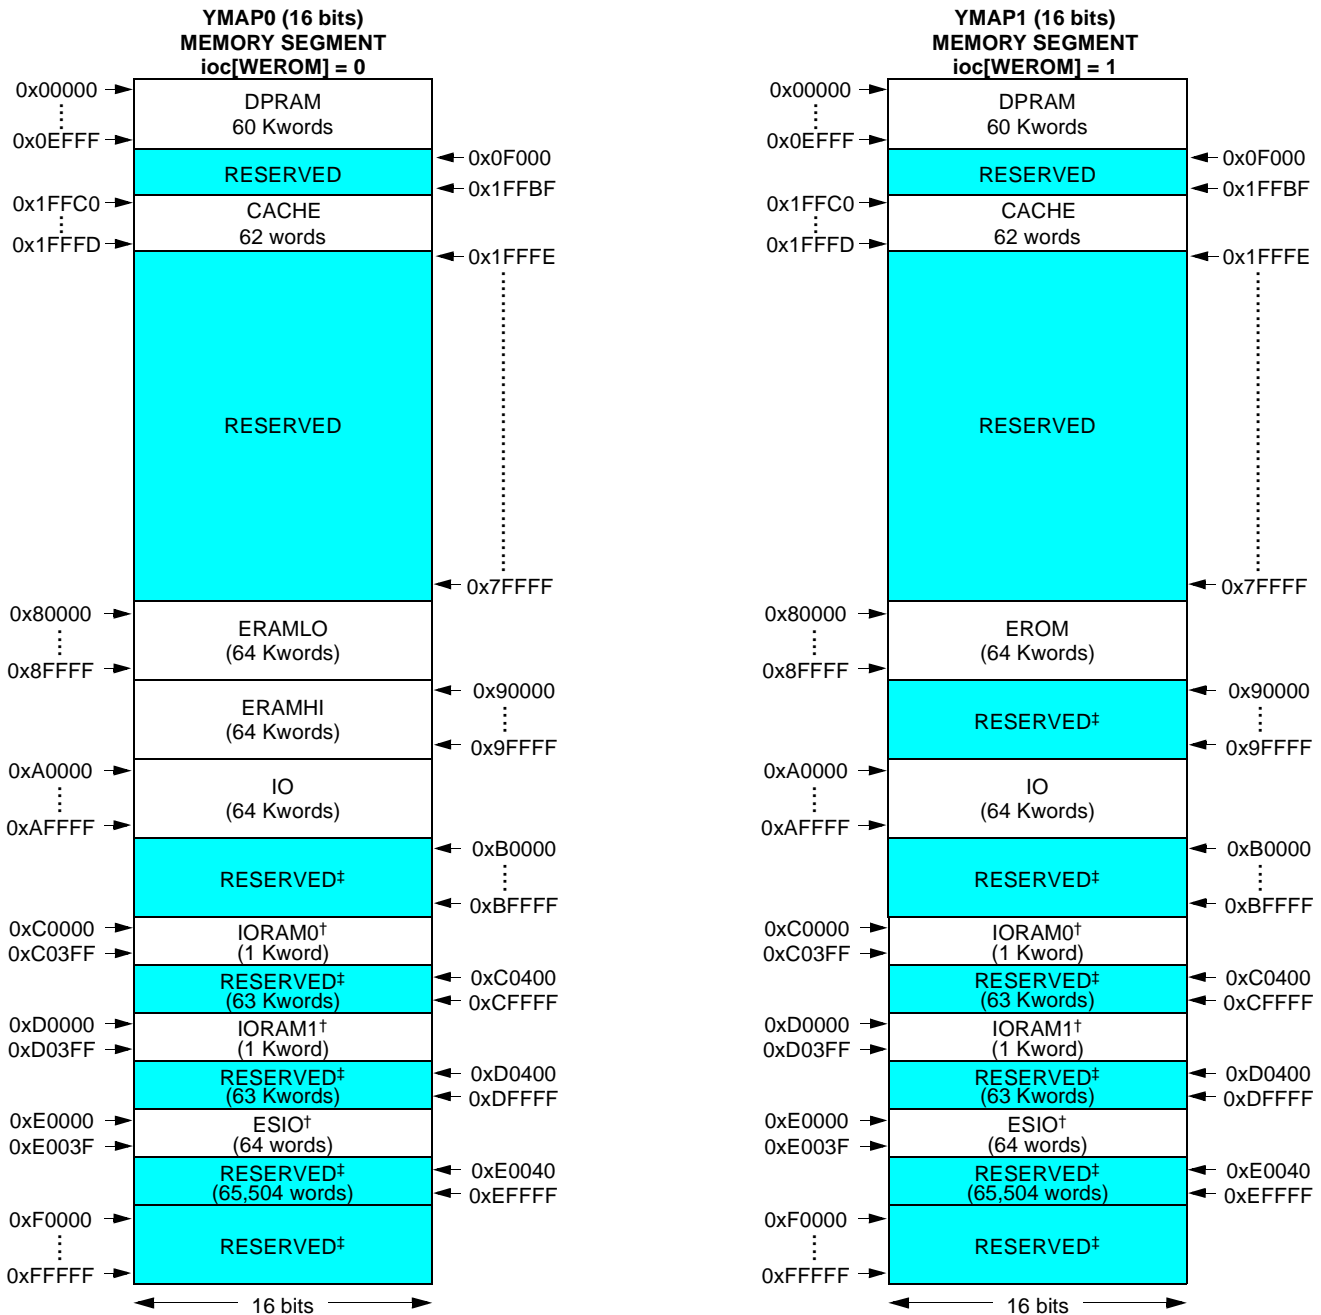 YMAP0 (16 bits)
MEMORY SEGMENT
ioc[WEROM] = 0
0x00000
0x0EFFF
DPRAM
60 Kwords
RESERVED
0x0F000
0x1FFBF
0x1FFC0
0x1FFFD
CACHE
62 words
0x1FFFE
RESERVED
0x7FFFF
0x80000
0x8FFFF
ERAMLO
(64 Kwords)
ERAMHI
(64 Kwords)
0x90000
0x9FFFF
0xA0000
0xAFFFF
IO
(64 Kwords)
RESERVED‡
0xB0000
0xBFFFF
0xC0000
0xC03FF
IORAM0†
(1 Kword)
RESERVED‡
(63 Kwords)
0xC0400
0xCFFFF
0xD0000
0xD03FF
IORAM1†
(1 Kword)
RESERVED‡
(63 Kwords)
0xD0400
0xDFFFF
0xE0000
0xE003F
ESIO†
(64 words)
RESERVED‡
(65,504 words)
0xE0040
0xEFFFF
0xF0000
0xFFFFF
RESERVED‡
16 bits
YMAP1 (16 bits)
MEMORY SEGMENT
ioc[WEROM] = 1
0x00000
0x0EFFF
DPRAM
60 Kwords
RESERVED
0x0F000
0x1FFBF
0x1FFC0
0x1FFFD
CACHE
62 words
0x1FFFE
RESERVED
0x7FFFF
0x80000
0x8FFFF
EROM
(64 Kwords)
RESERVED‡
0x90000
0x9FFFF
0xA0000
0xAFFFF
IO
(64 Kwords)
RESERVED‡
0xB0000
0xBFFFF
0xC0000
0xC03FF
IORAM0†
(1 Kword)
RESERVED‡
(63 Kwords)
0xC0400
0xCFFFF
0xD0000
0xD03FF
IORAM1†
(1 Kword)
RESERVED‡
(63 Kwords)
0xD0400
0xDFFFF
0xE0000
0xE003F
ESIO†
(64 words)
RESERVED‡
(65,504 words)
0xE0040
0xEFFFF
0xF0000
0xFFFFF
RESERVED‡
16 bits